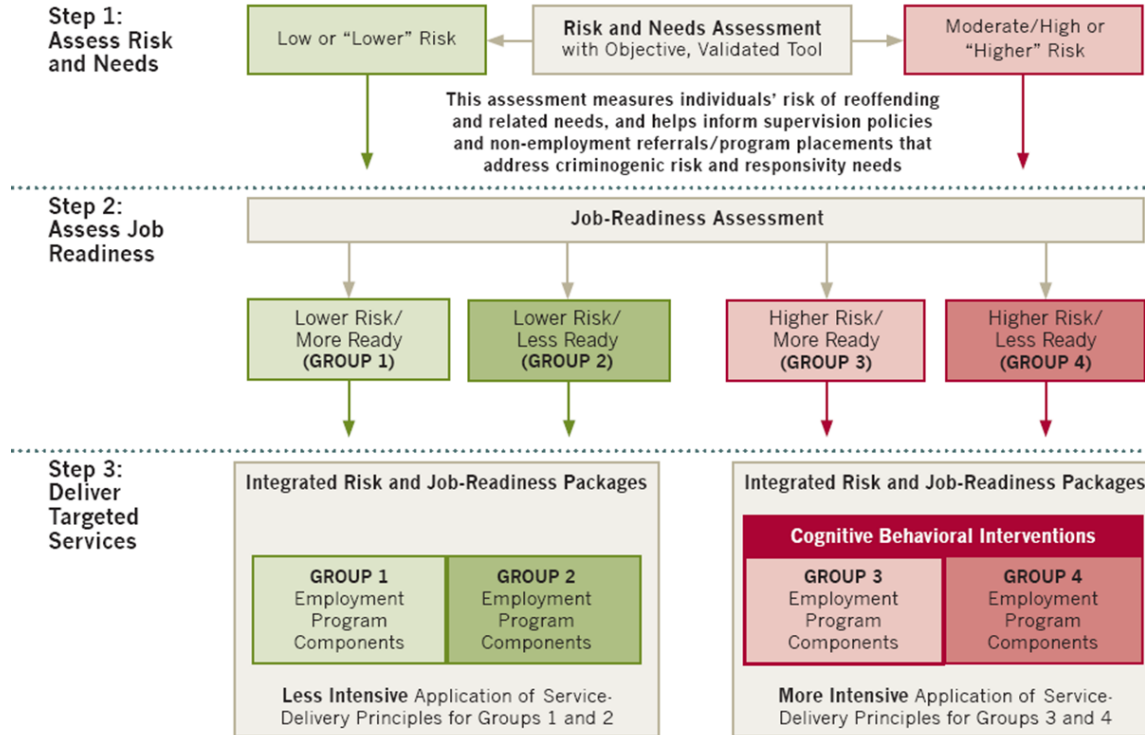 Step 1:
Assess Risk
and Needs
Low or “Lower” Risk
Risk and Needs Assessment
with Objective, Validated Tool
Moderate/High or
“Higher” Risk
This assessment measures individuals’ risk of reoffending
and related needs, and helps inform supervision policies
and non-employment referrals/program placements that
address criminogenic risk and responsivity needs
Step 2:
Assess Job
Readiness
Job-Readiness Assessment
Lower Risk/
More Ready
(GROUP 1)
Lower Risk/
Less Ready
(GROUP 2)
Higher Risk/
More Ready
(GROUP 3)
Higher Risk/
Less Ready
(GROUP 4)
Step 3:
Deliver
Targeted
Services
Integrated Risk and Job-Readiness Packages
GROUP 1
Employment
Program
Components
GROUP 2
Employment
Program
Components
Less Intensive Application of Service-
Delivery Principles for Groups 1 and 2
Integrated Risk and Job-Readiness Packages
Cognitive Behavioral Interventions
GROUP 3
Employment
Program
Components
GROUP 4
Employment
Program
Components
More Intensive Application of Service-
Delivery Principles for Groups 3 and 4